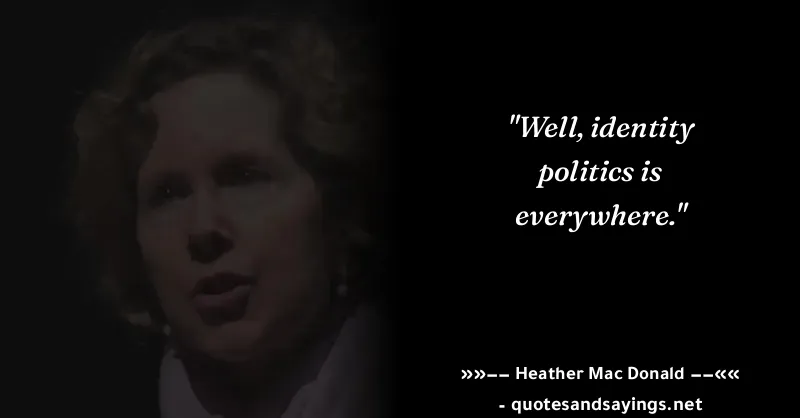 "Well, identity
politics is
everywhere."
»»−− Heather Mac Donald −−««
- quotesandsayings.net